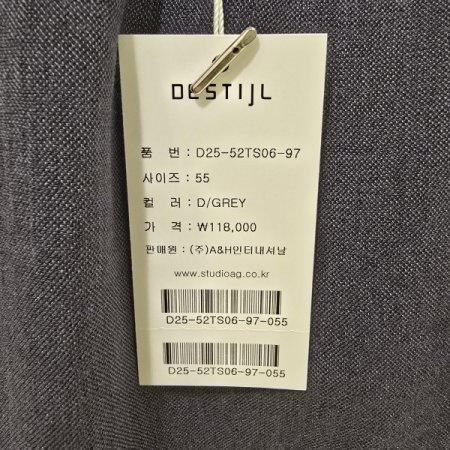 DESTIJL
품 번 : D25-52TS06-97
사이즈 : 55
컬 러 : D/GREY
가 격 : ₩118,000
판매원 : (주)A&H인터내셔날
www.studioag.co.kr
D25-52TS06-97-055
D25-52TS06-97-055